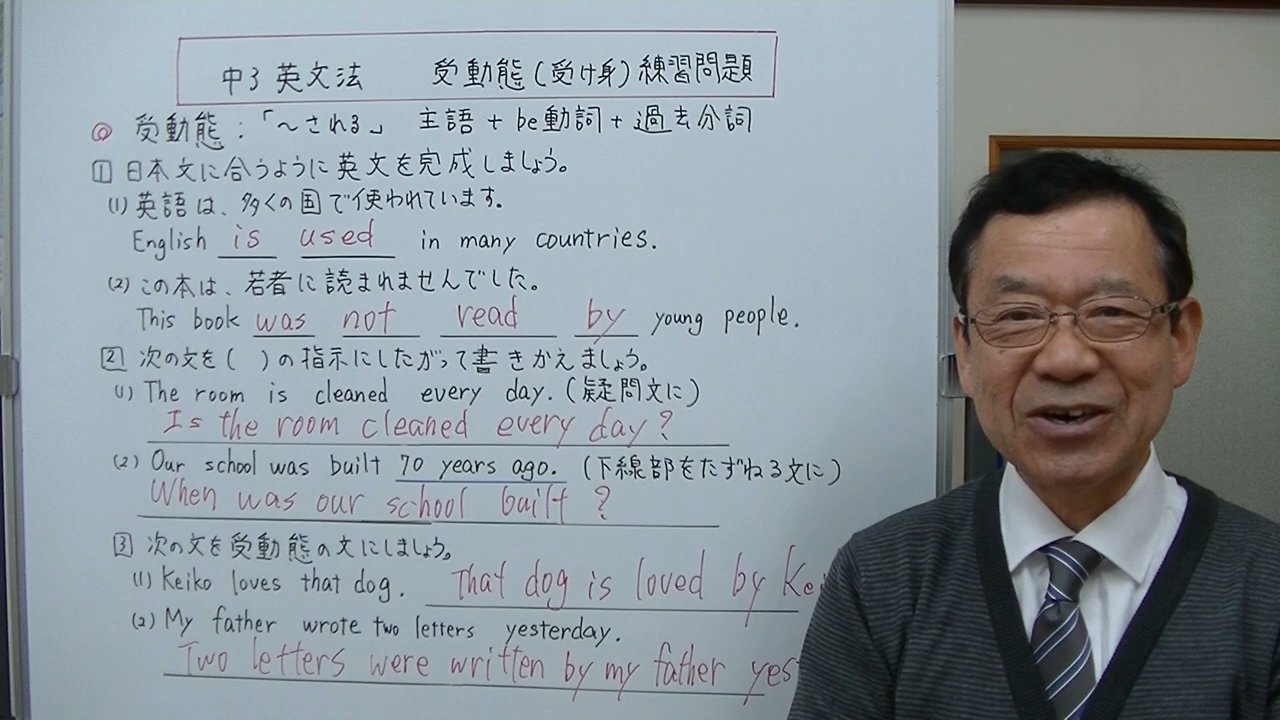 中3 英文法 受動態(受け身)練習問題
◎ 受動態:「～される」 主語 + be動詞 + 過去分詞
1 日本文に合うように英文を完成しましょう。
(1) 英語は、多くの国で使われています。
English is used in many countries.
(2) この本は、若者に読まれませんでした。
This book was not read by young people.
2 次の文を( )の指示にしたがって書きかえましょう。
(1) The room is cleaned every day. (疑問文に)
Is the room cleaned every day?
(2) Our school was built 70 years ago. (下線部をたずねる文に)
When was our school built?
3 次の文を受動態の文にしましょう。
(1) Keiko loves that dog. That dog is loved by Kei
(2) My father wrote two letters yesterday.
Two letters were written by my father yes